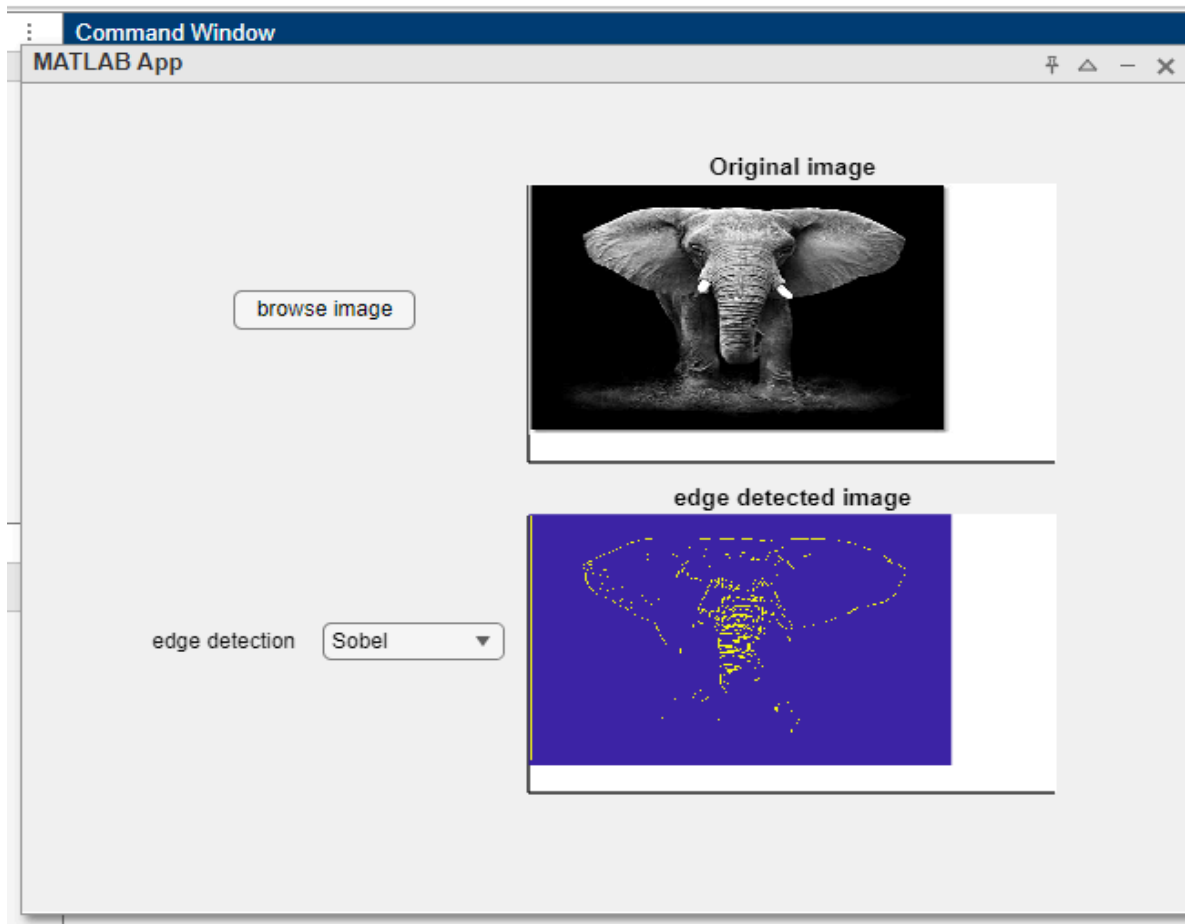 Command Window
MATLAB App
Original image
browse image
edge detected image
edge detection
Sobel